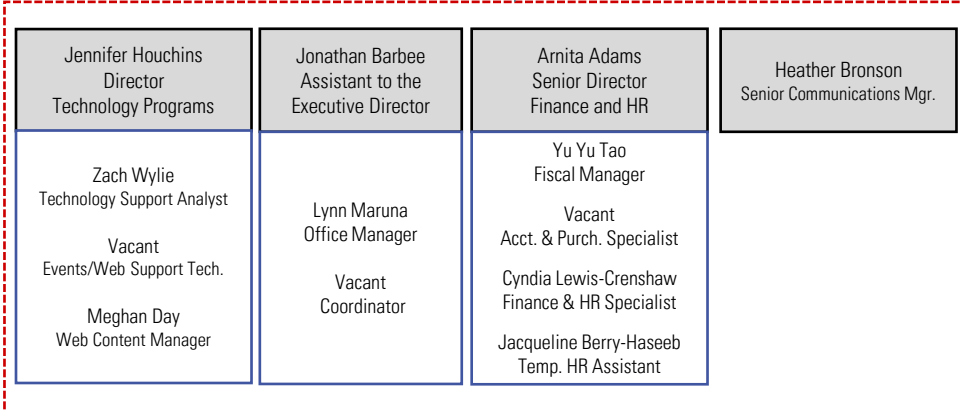 Jennifer Houchins
Director
Technology Programs
Zach Wylie
Technology Support Analyst
Vacant
Events/Web Support Tech.
Meghan Day
Web Content Manager
Jonathan Barbee
Assistant to the
Executive Director
Lynn Maruna
Office Manager
Vacant
Coordinator
Arnita Adams
Senior Director
Finance and HR
Yu Yu Tao
Fiscal Manager
Vacant
Acct. & Purch. Specialist
Cyndia Lewis-Crenshaw
Finance & HR Specialist
Jacqueline Berry-Haseeb
Temp. HR Assistant
Heather Bronson
Senior Communications Mgr.